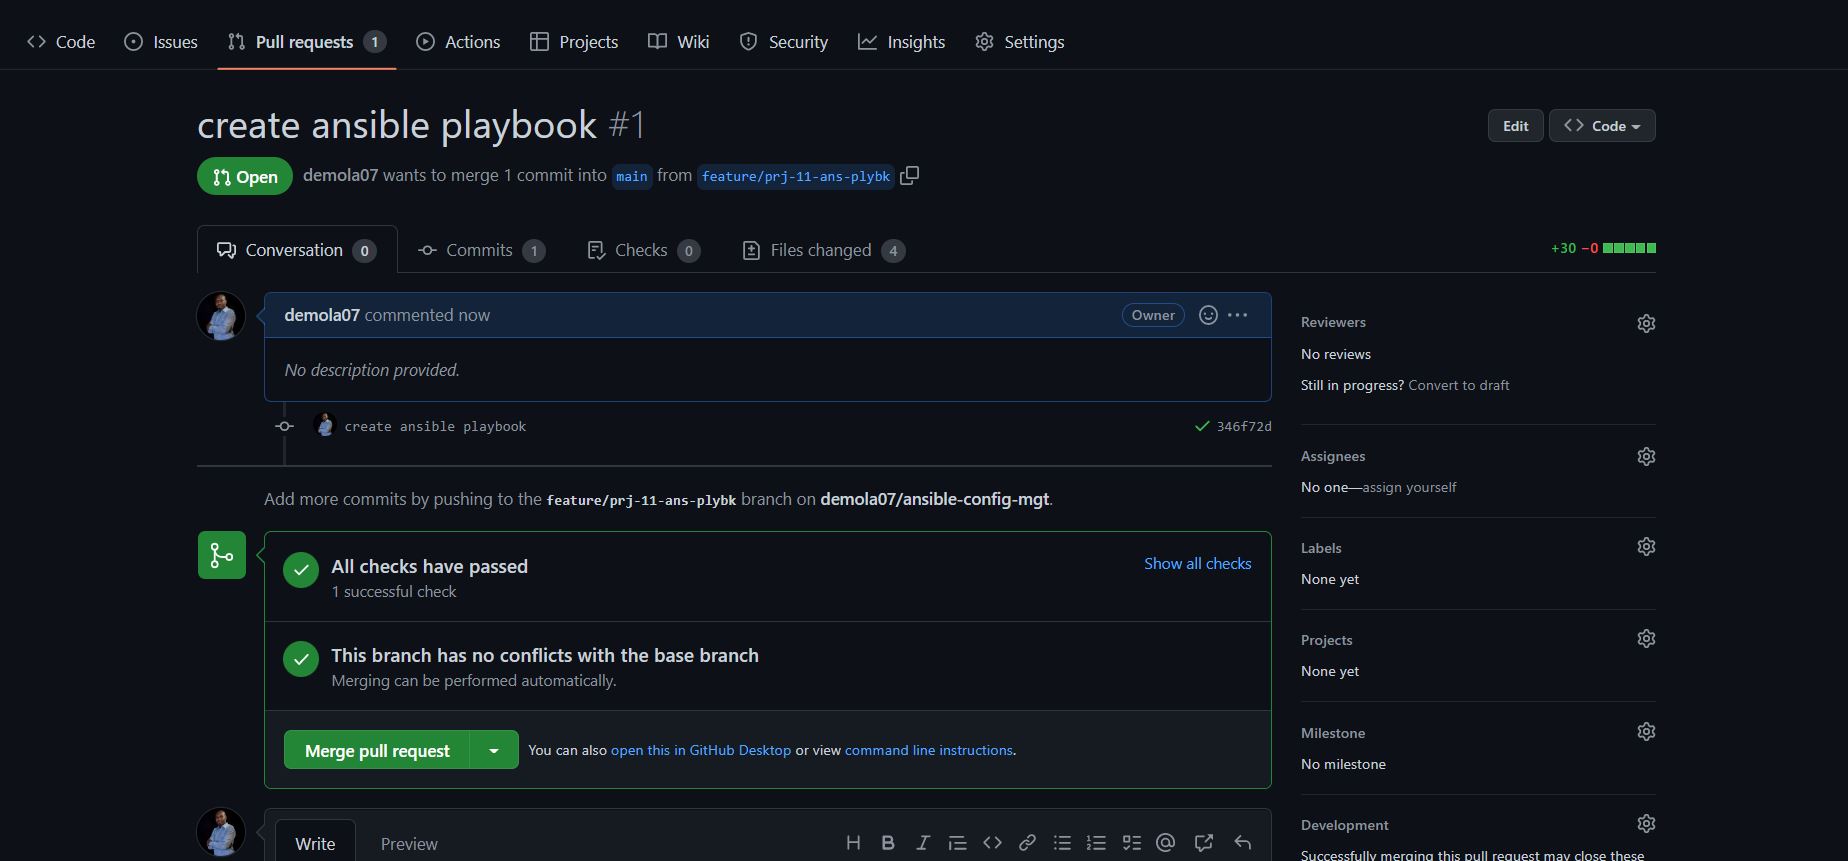 Code Issues Pull requests 1 Actions Projects Wiki Security Insights Settings
create ansible playbook #1
Edit Code
Open demola07 wants to merge 1 commit into main from feature/prj-11-ans-plybk
Conversation 0 Commits 1 Checks 0 Files changed 4 +30 −0
demola07 commented now Owner
No description provided.
create ansible playbook 346f72d
Add more commits by pushing to the feature/prj-11-ans-plybk branch on demola07/ansible-config-mgt.
All checks have passed Show all checks
1 successful check
This branch has no conflicts with the base branch
Merging can be performed automatically.
Merge pull request You can also open this in GitHub Desktop or view command line instructions.
Write Preview
Reviewers
No reviews
Still in progress? Convert to draft
Assignees
No one—assign yourself
Labels
None yet
Projects
None yet
Milestone
No milestone
Development
Successfully merging this pull request may close these